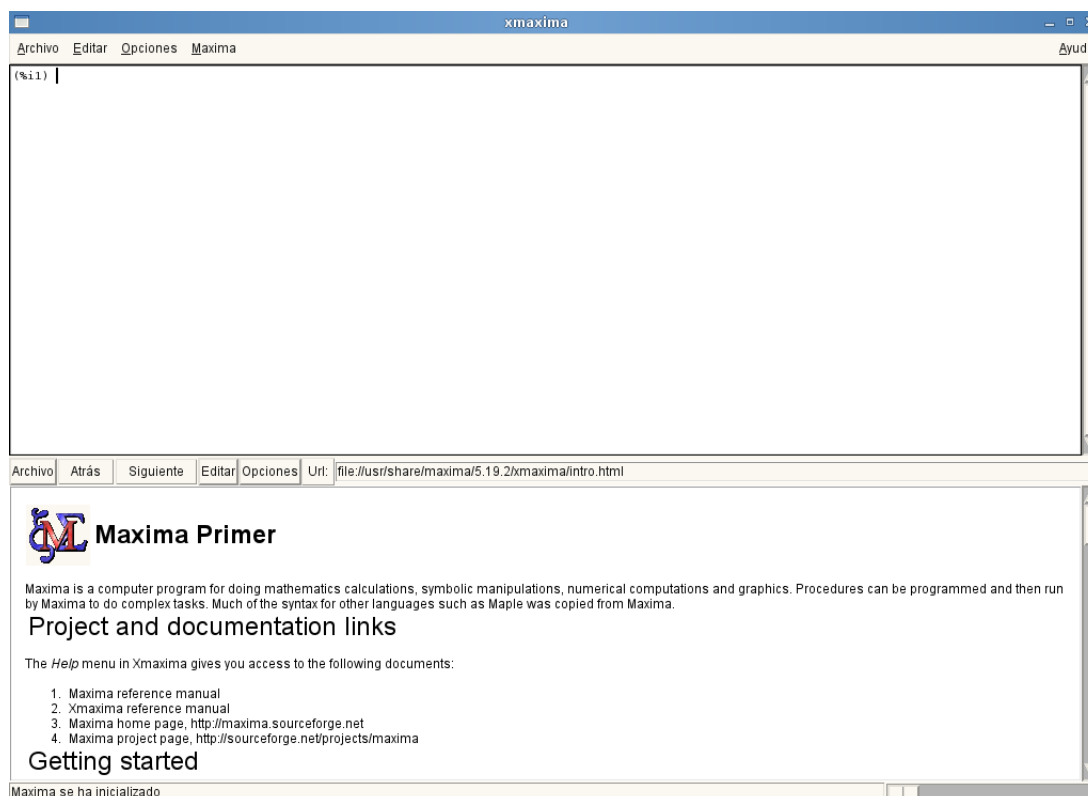 xmaxima
Archivo Editar Opciones Maxima Ayud
(%i1)
Archivo Atrás Siguiente Editar Opciones Url: file://usr/share/maxima/5.19.2/xmaxima/intro.html
Maxima Primer
Maxima is a computer program for doing mathematics calculations, symbolic manipulations, numerical computations and graphics. Procedures can be programmed and then run
by Maxima to do complex tasks. Much of the syntax for other languages such as Maple was copied from Maxima.
Project and documentation links
The Help menu in Xmaxima gives you access to the following documents:
1. Maxima reference manual
2. Xmaxima reference manual
3. Maxima home page, http://maxima.sourceforge.net
4. Maxima project page, http://sourceforge.net/projects/maxima
Getting started
Maxima se ha inicializado